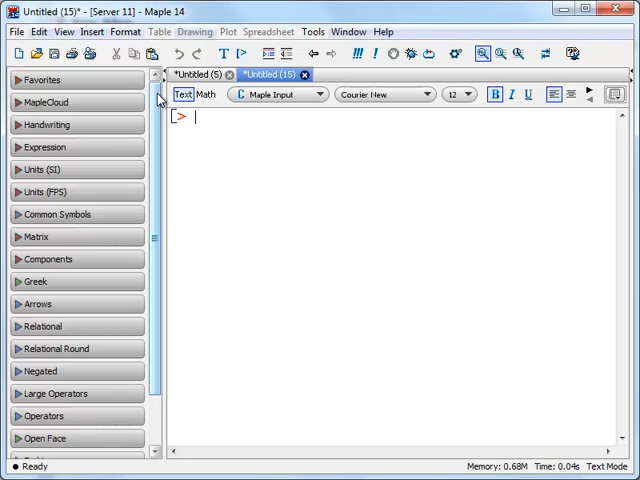 Untitled (15)* - [Server 11] - Maple 14
File Edit View Insert Format Table Drawing Plot Spreadsheet Tools Window Help
*Untitled (5) *Untitled (15)
Text Math C Maple Input Courier New 12 B I U
[>
Favorites
MapleCloud
Handwriting
Expression
Units (SI)
Units (FPS)
Common Symbols
Matrix
Components
Greek
Arrows
Relational
Relational Round
Negated
Large Operators
Operators
Open Face
Ready Memory: 0.68M Time: 0.04s Text Mode